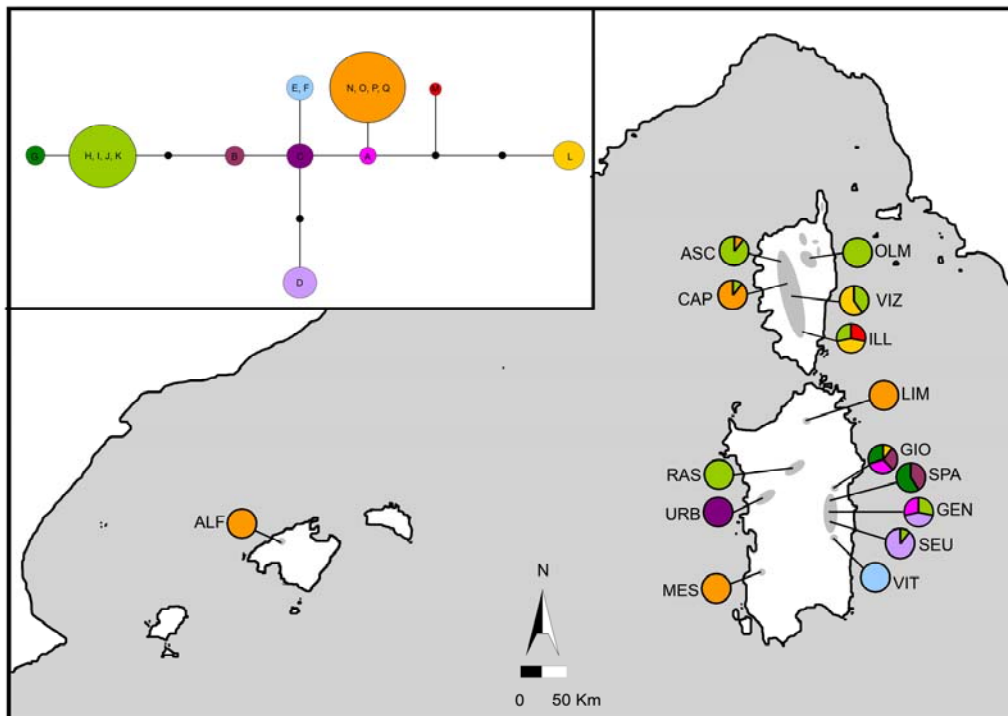 E, F
N, O, P, Q
M
G
H, I, J, K
B
C
A
L
D
ASC
OLM
CAP
VIZ
ILL
LIM
GIO
RAS
SPA
URB
GEN
ALF
SEU
VIT
MES
N
0 50 Km